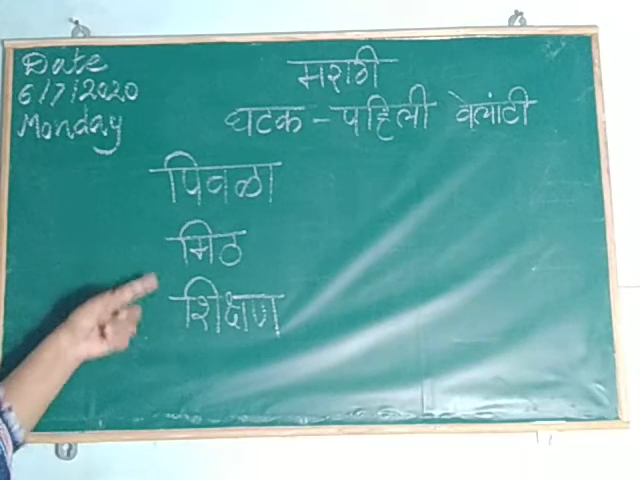 Date
6/7/2020
Monday
मराठी
घटक - पहिली वेलांटी
पिवळा
मिठ
शिक्षण